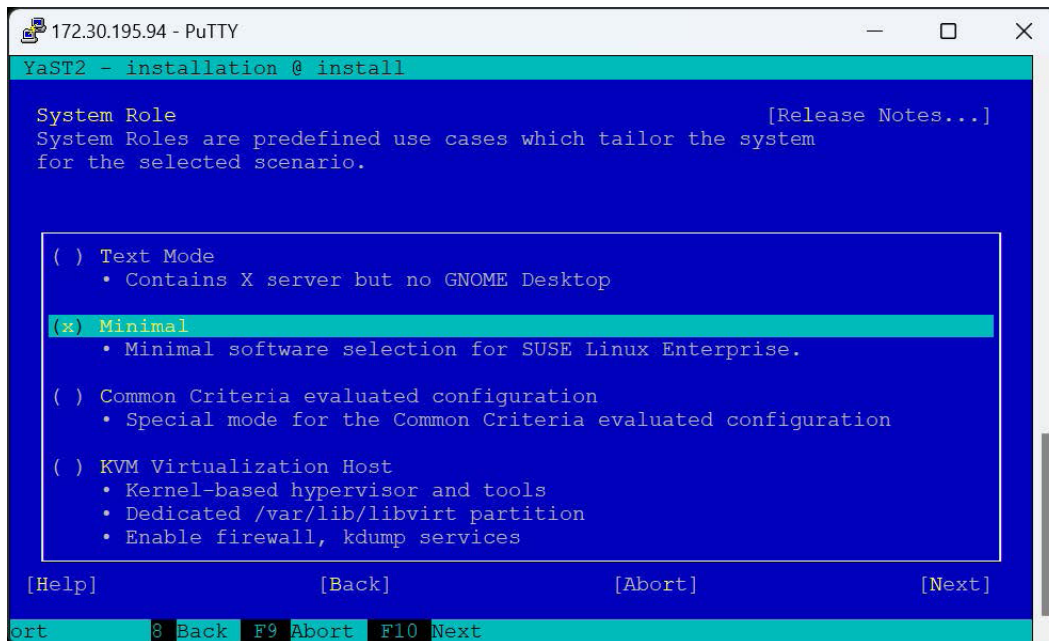 172.30.195.94 - PuTTY
YaST2 - installation @ install
System Role [Release Notes...]
System Roles are predefined use cases which tailor the system
for the selected scenario.
( ) Text Mode
• Contains X server but no GNOME Desktop
(x) Minimal
• Minimal software selection for SUSE Linux Enterprise.
( ) Common Criteria evaluated configuration
• Special mode for the Common Criteria evaluated configuration
( ) KVM Virtualization Host
• Kernel-based hypervisor and tools
• Dedicated /var/lib/libvirt partition
• Enable firewall, kdump services
[Help] [Back] [Abort] [Next]
ort 8 Back F9 Abort F10 Next